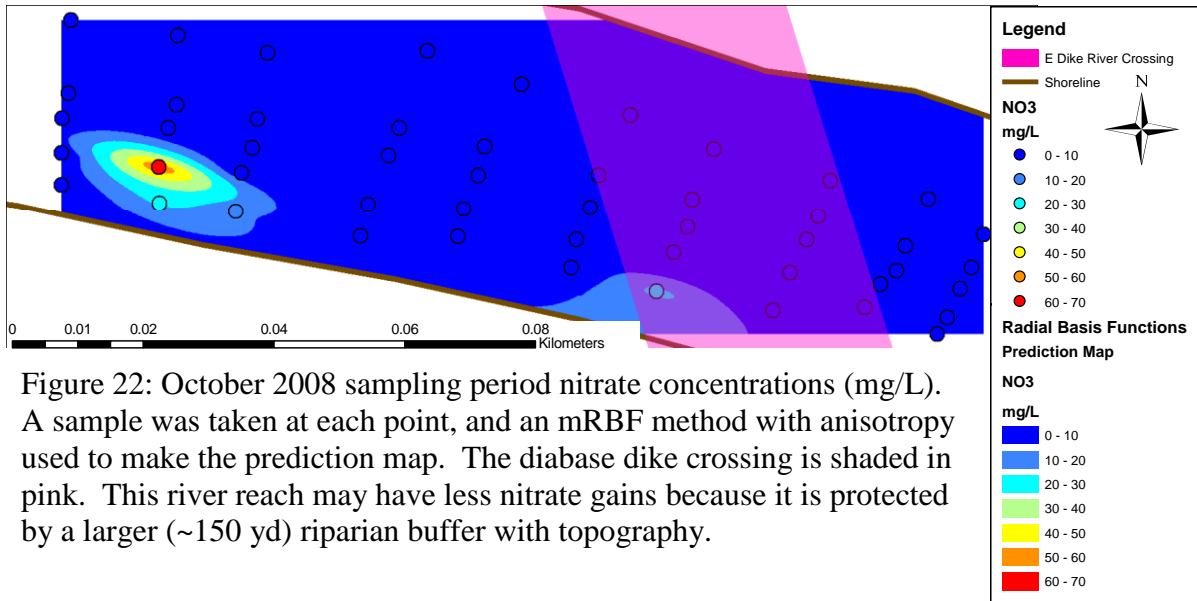 0
0.01
0.02
0.04
0.06
0.08
Kilometers
Figure 22: October 2008 sampling period nitrate concentrations (mg/L).
A sample was taken at each point, and an mRBF method with anisotropy
used to make the prediction map. The diabase dike crossing is shaded in
pink. This river reach may have less nitrate gains because it is protected
by a larger (~150 yd) riparian buffer with topography.
Legend
E Dike River Crossing
Shoreline
N
NO3
mg/L
0 - 10
10 - 20
20 - 30
30 - 40
40 - 50
50 - 60
60 - 70
Radial Basis Functions
Prediction Map
NO3
mg/L
0 - 10
10 - 20
20 - 30
30 - 40
40 - 50
50 - 60
60 - 70